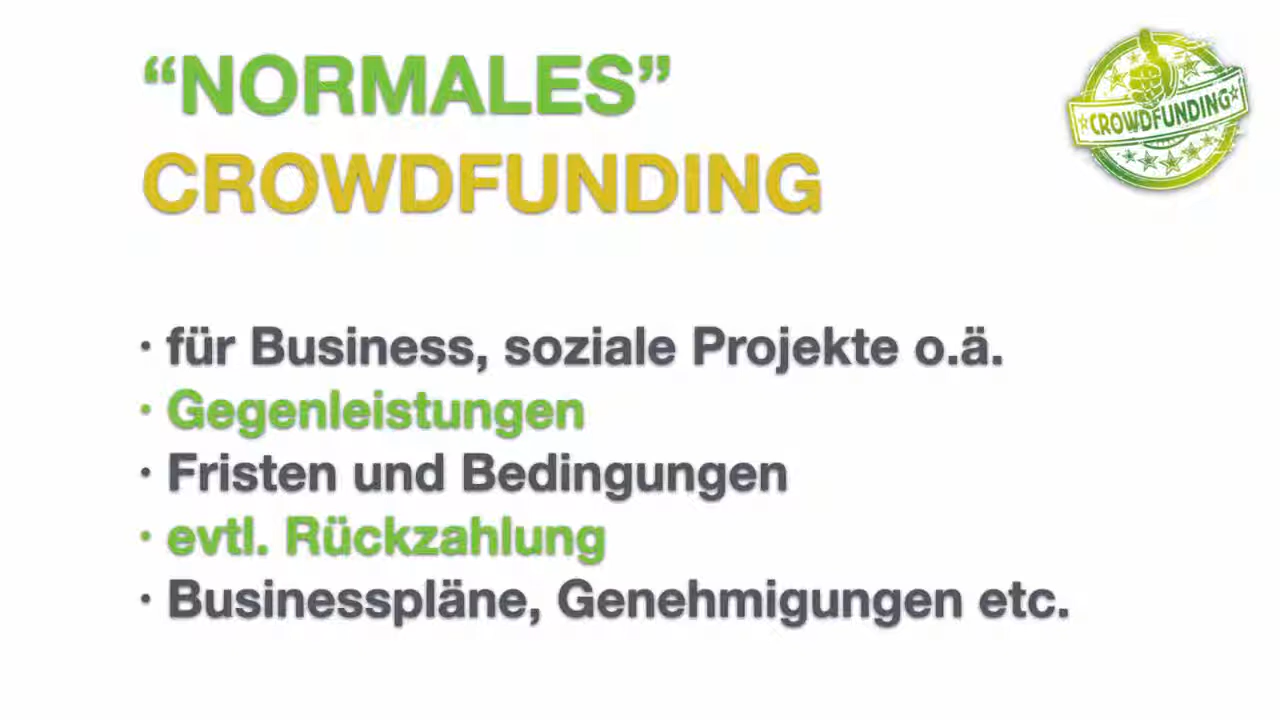 “NORMALES”
CROWDFUNDING
CROWDFUNDING
· für Business, soziale Projekte o.ä.
· Gegenleistungen
· Fristen und Bedingungen
· evtl. Rückzahlung
· Businesspläne, Genehmigungen etc.